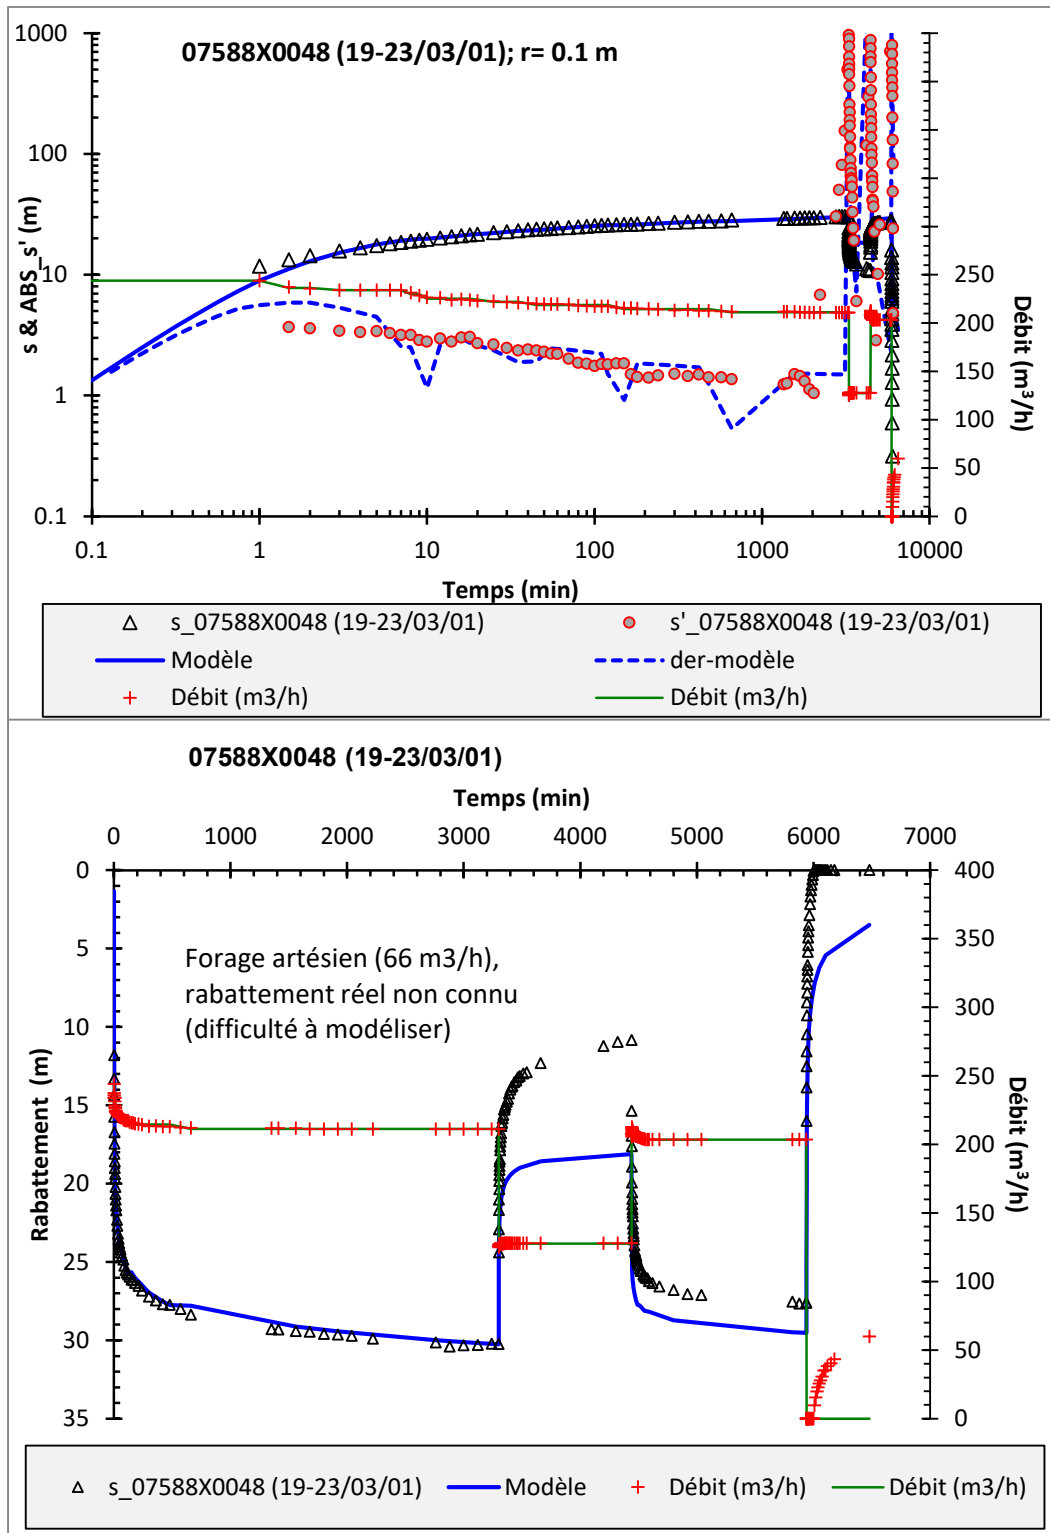 07588X0048 (19-23/03/01); r= 0.1 m
1000
100
10
1
0.1
s & ABS_s' (m)
250
200
150
100
50
0
Débit (m³/h)
0.1
1
10
100
1000
10000
Temps (min)
s_07588X0048 (19-23/03/01)
s'_07588X0048 (19-23/03/01)
Modèle
der-modèle
Débit (m3/h)
Débit (m3/h)
07588X0048 (19-23/03/01)
Temps (min)
0
1000
2000
3000
4000
5000
6000
7000
0
5
10
15
20
25
30
35
Rabattement (m)
400
350
300
250
200
150
100
50
0
Débit (m³/h)
Forage artésien (66 m3/h),
rabattement réel non connu
(difficulté à modéliser)
s_07588X0048 (19-23/03/01)
Modèle
Débit (m3/h)
Débit (m3/h)